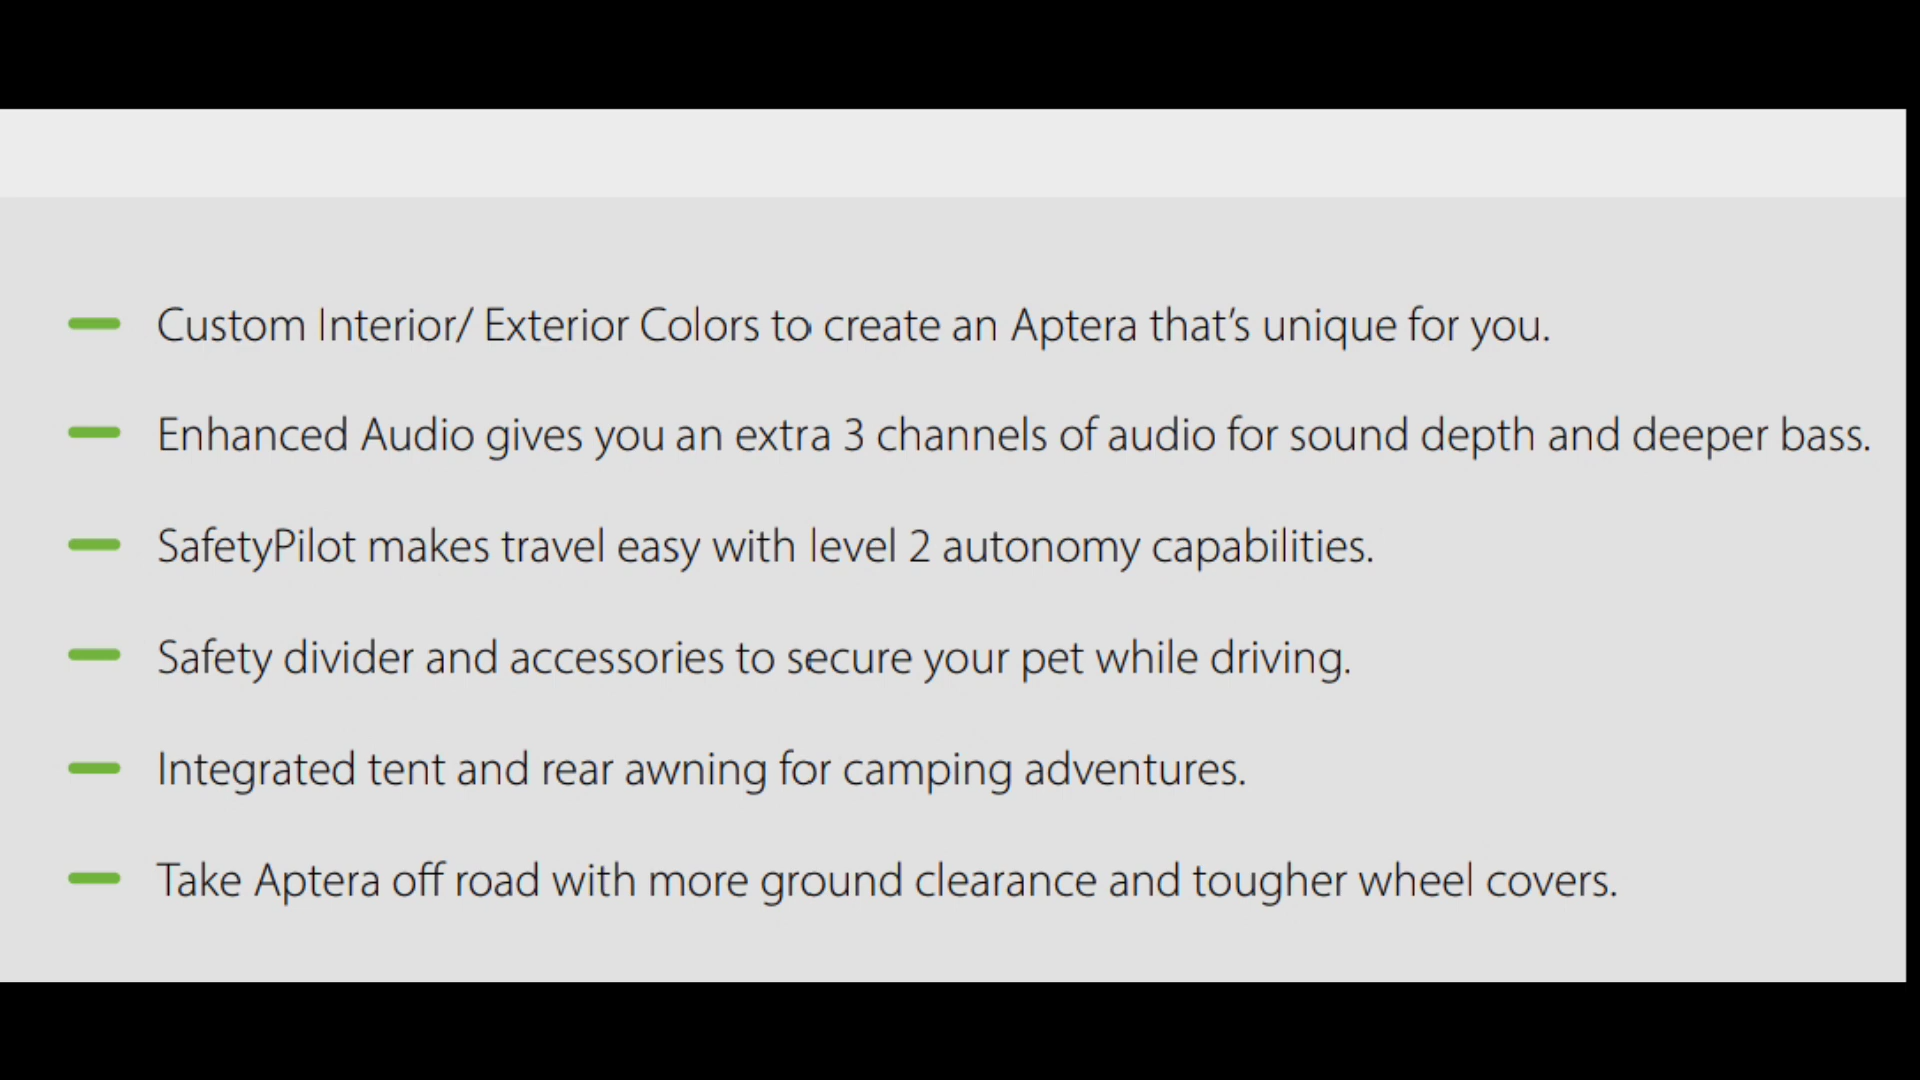 Custom Interior/ Exterior Colors to create an Aptera that’s unique for you.
Enhanced Audio gives you an extra 3 channels of audio for sound depth and deeper bass.
SafetyPilot makes travel easy with level 2 autonomy capabilities.
Safety divider and accessories to secure your pet while driving.
Integrated tent and rear awning for camping adventures.
Take Aptera off road with more ground clearance and tougher wheel covers.